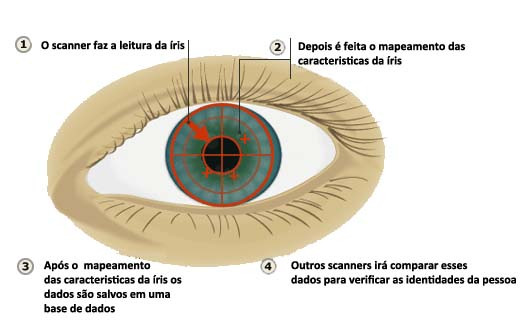 1 O scanner faz a leitura da íris
2 Depois é feita o mapeamento das
caracteristicas da íris
3 Após o mapeamento
das caracteristicas da íris os
dados são salvos em uma
base de dados
4 Outros scanners irá comparar esses
dados para verificar as identidades da pessoa